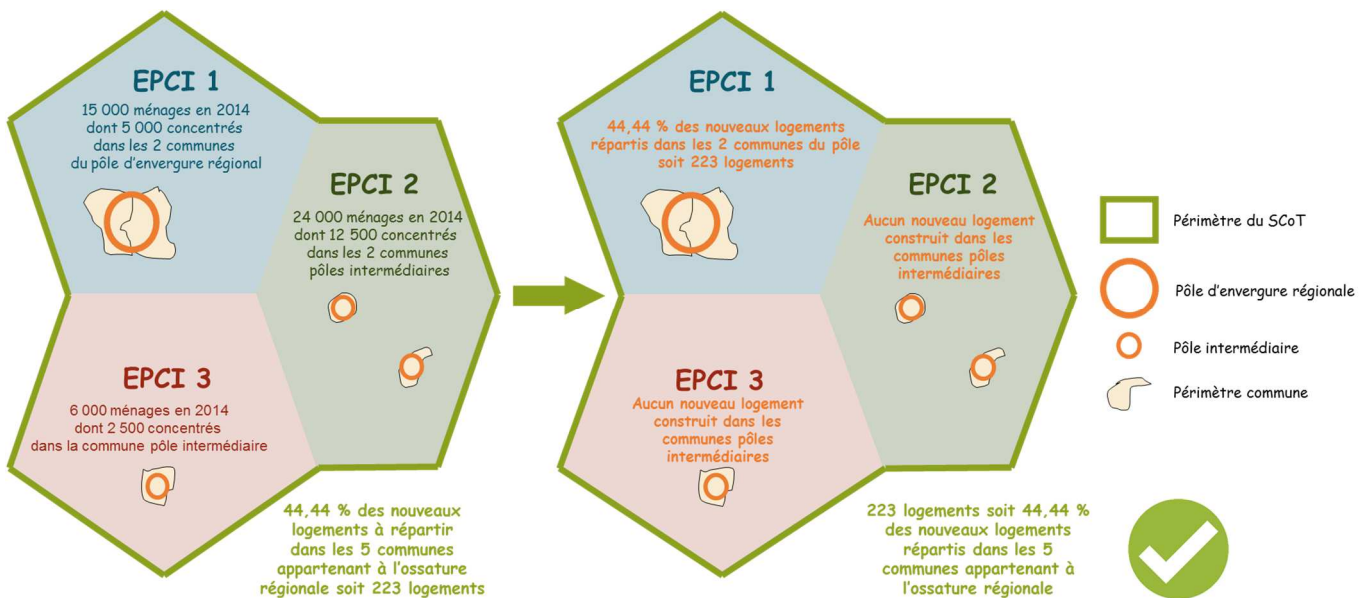 EPCI 1
15 000 ménages en 2014
dont 5 000 concentrés
dans les 2 communes
du pôle d'envergure régional
EPCI 2
24 000 ménages en 2014
dont 12 500 concentrés
dans les 2 communes
pôles intermédiaires
EPCI 3
6 000 ménages en 2014
dont 2 500 concentrés
dans la commune pôle intermédiaire
44,44 % des nouveaux
logements à répartir
dans les 5 communes
appartenant à l'ossature
régionale soit 223 logements
EPCI 1
44,44 % des nouveaux logements
répartis dans les 2 communes du pôle
soit 223 logements
EPCI 2
Aucun nouveau logement
construit dans les
communes pôles
intermédiaires
EPCI 3
Aucun nouveau logement
construit dans les
communes pôles
intermédiaires
223 logements soit 44,44 %
des nouveaux logements
répartis dans les 5
communes appartenant à
l'ossature régionale
Périmètre du SCoT
Pôle d'envergure régionale
Pôle intermédiaire
Périmètre commune